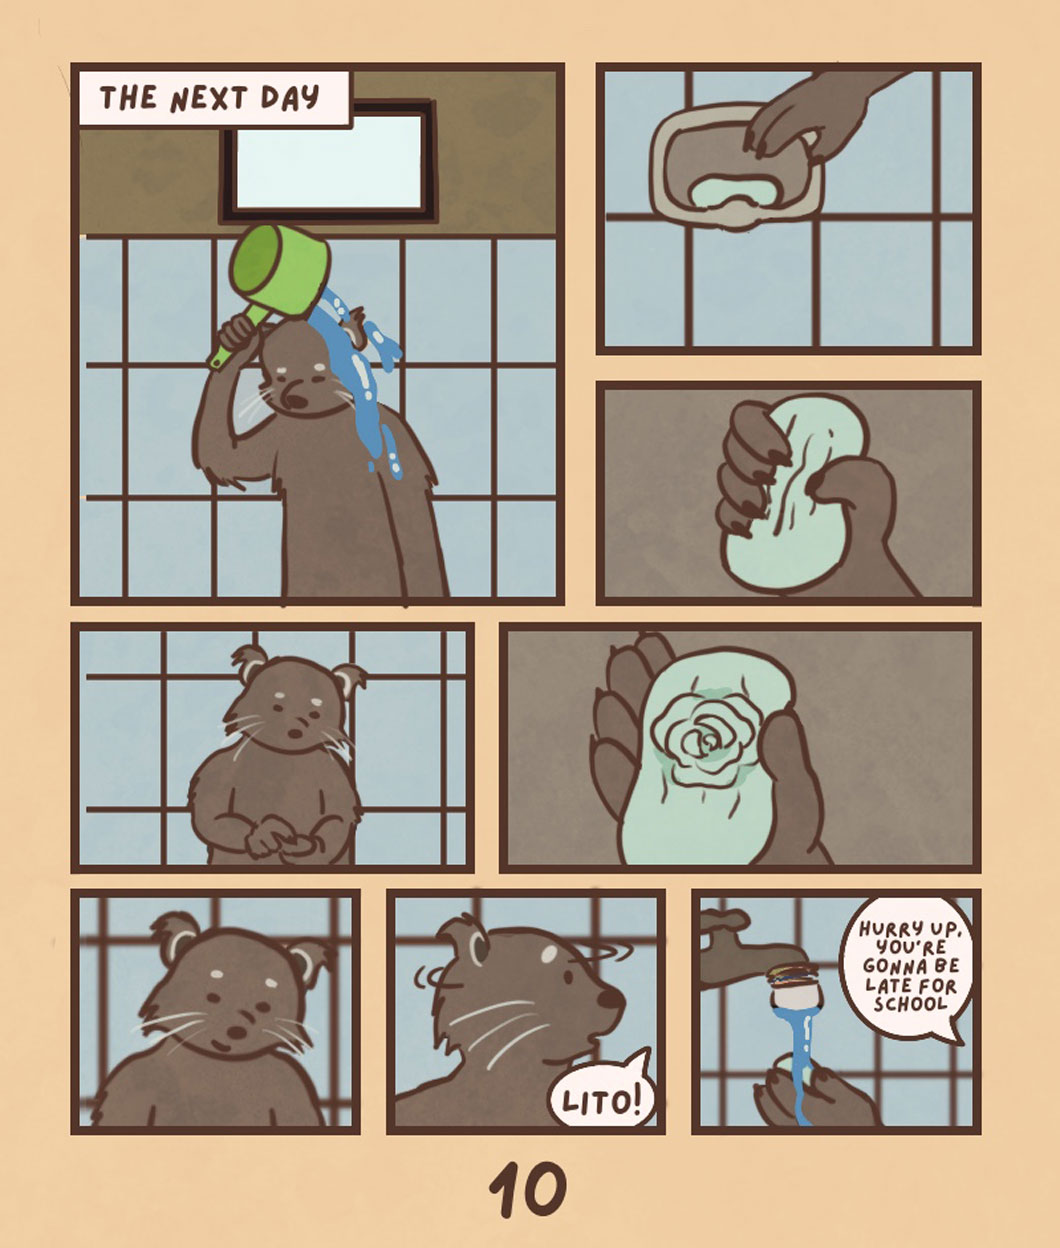 THE NEXT DAY
LITO!
HURRY UP,
YOU'RE
GONNA BE
LATE FOR
SCHOOL
10